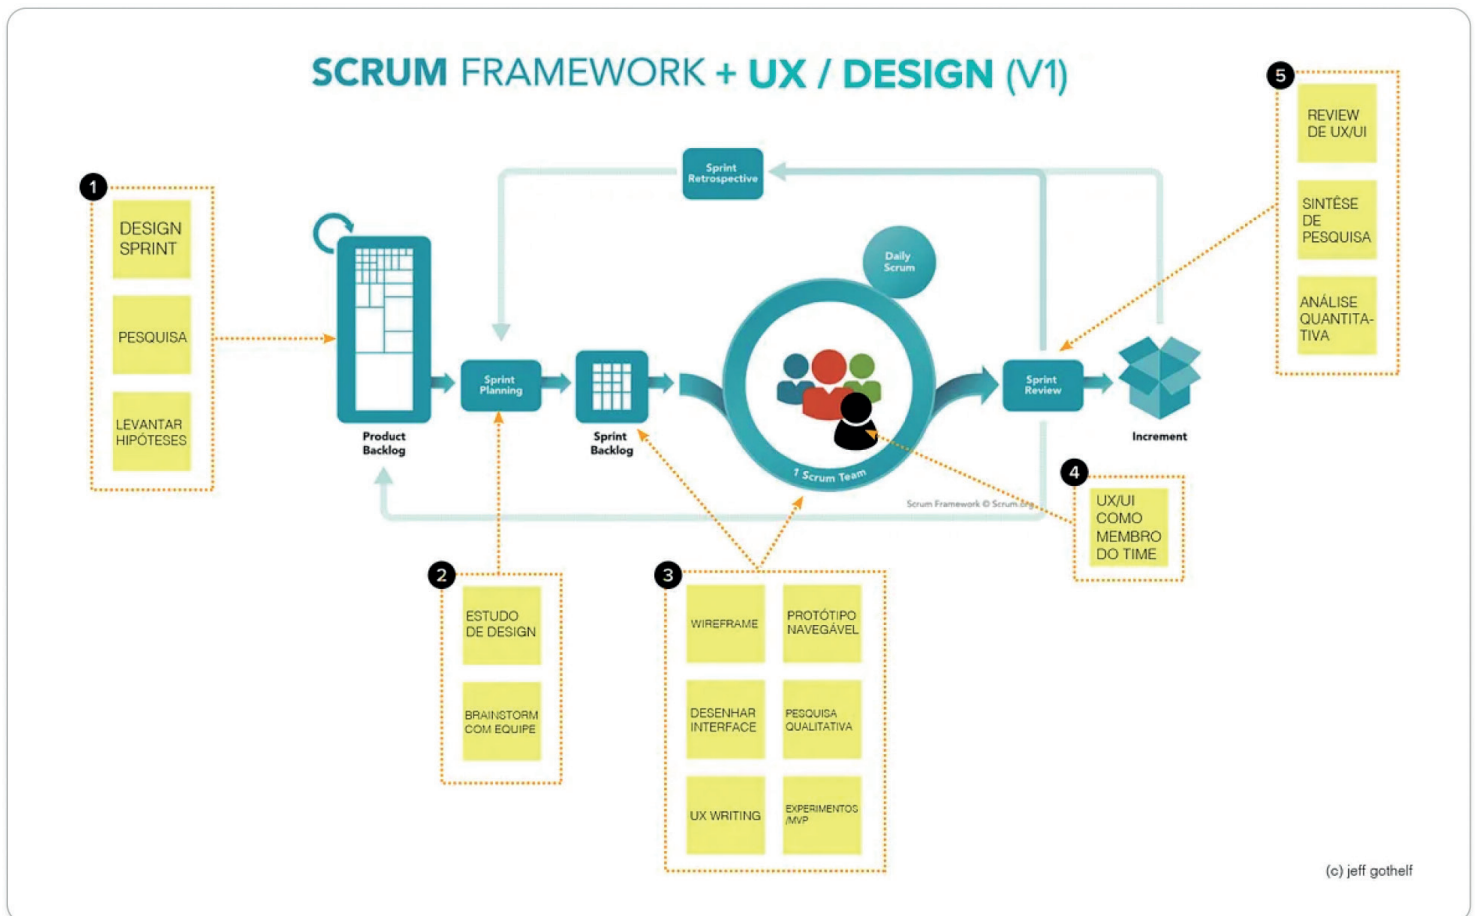 SCRUM FRAMEWORK + UX / DESIGN (V1)
1
DESIGN
SPRINT
PESQUISA
LEVANTAR
HIPÓTESES
Product
Backlog
Sprint
Planning
Sprint
Backlog
Sprint
Retrospective
Daily
Scrum
1 Scrum Team
Sprint
Review
Increment
Scrum Framework © Scrum.org
2
ESTUDO
DE DESIGN
BRAINSTORM
COM EQUIPE
3
WIREFRAME
PROTÓTIPO
NAVEGÁVEL
DESENHAR
INTERFACE
PESQUISA
QUALITATIVA
UX WRITING
EXPERIMENTOS
/MVP
4
UX/UI
COMO
MEMBRO
DO TIME
5
REVIEW
DE UX/UI
SINTÊSE
DE
PESQUISA
ANÁLISE
QUANTITA-
TIVA
(c) jeff gothelf